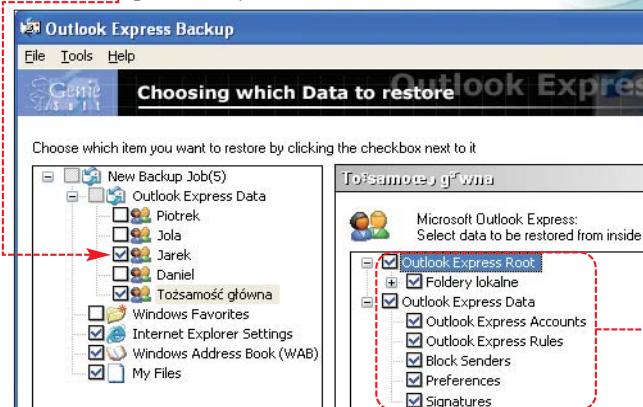 Outlook Express Backup
File Tools Help
Genie Soft
Outlook Expres
Choosing which Data to restore
Choose which item you want to restore by clicking the checkbox next to it
New Backup Job(5)
Outlook Express Data
Piotrek
Jola
Jarek
Daniel
Tożsamość główna
Windows Favorites
Internet Explorer Settings
Windows Address Book (WAB)
My Files
Microsoft Outlook Express:
Select data to be restored from inside
Outlook Express Root
Foldery lokalne
Outlook Express Data
Outlook Express Accounts
Outlook Express Rules
Block Senders
Preferences
Signatures